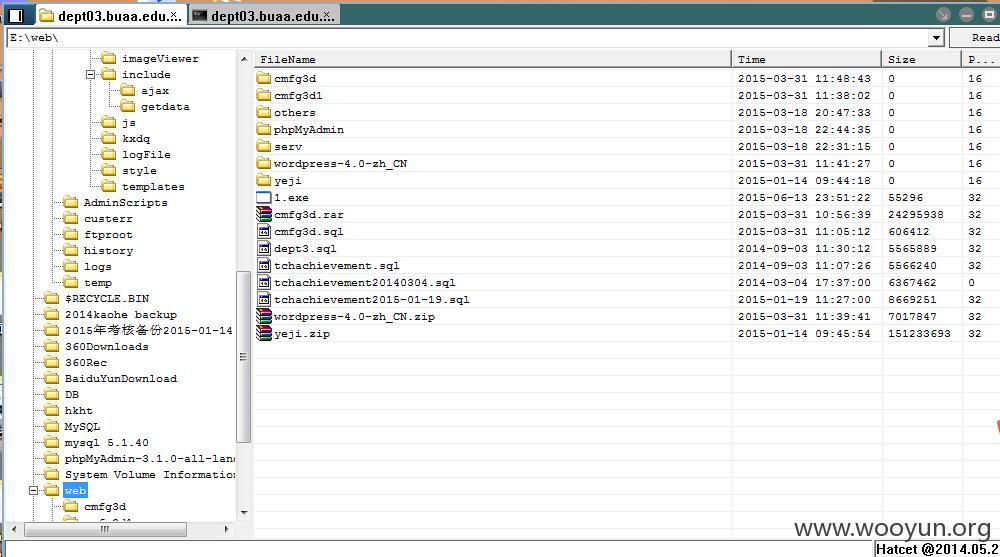 dept03.buaa.edu.×. dept03.buaa.edu.×.
E:\web\ Read
imageViewer
include
ajax
getdata
js
kxdq
logFile
style
templates
AdminScripts
custerr
ftproot
history
logs
temp
$RECYCLE.BIN
2014kaohe backup
2015年考核备份2015-01-14
360Downloads
360Rec
BaiduYunDownload
DB
hkht
MySQL
mysql 5.1.40
phpMyAdmin-3.1.0-all-lan
System Volume Information
web
cmfg3d
FileName Time Size P...
cmfg3d 2015-03-31 11:48:43 0 16
cmfg3d1 2015-03-31 11:38:02 0 16
others 2015-03-18 20:47:33 0 16
phpMyAdmin 2015-03-18 22:44:35 0 16
serv 2015-03-18 22:31:15 0 16
wordpress-4.0-zh_CN 2015-03-31 11:41:27 0 16
yeji 2015-01-14 09:44:18 0 16
1.exe 2015-06-13 23:51:22 55296 32
cmfg3d.rar 2015-03-31 10:56:39 24295938 32
cmfg3d.sql 2015-03-31 11:05:12 606412 32
dept3.sql 2014-09-03 11:30:12 5565889 32
tchachievement.sql 2014-09-03 11:07:26 5566240 32
tchachievement20140304.sql 2014-03-04 17:37:00 6367462 0
tchachievement2015-01-19.sql 2015-01-19 11:27:00 8669251 32
wordpress-4.0-zh_CN.zip 2015-03-31 11:39:41 7017847 32
yeji.zip 2015-01-14 09:45:54 151233693 32
www.wooyun.org
Hatcet @2014.05.2